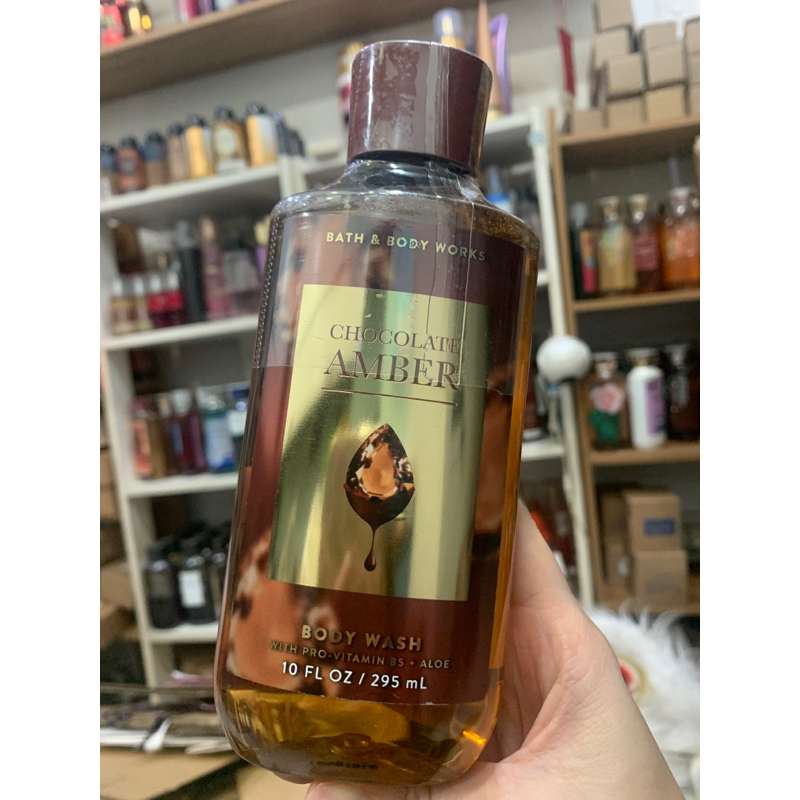 BATH & BODY WORKS
CHOCOLATE
AMBER
BODY WASH
WITH PRO-VITAMIN B5 + ALOE
10 FL OZ / 295 mL